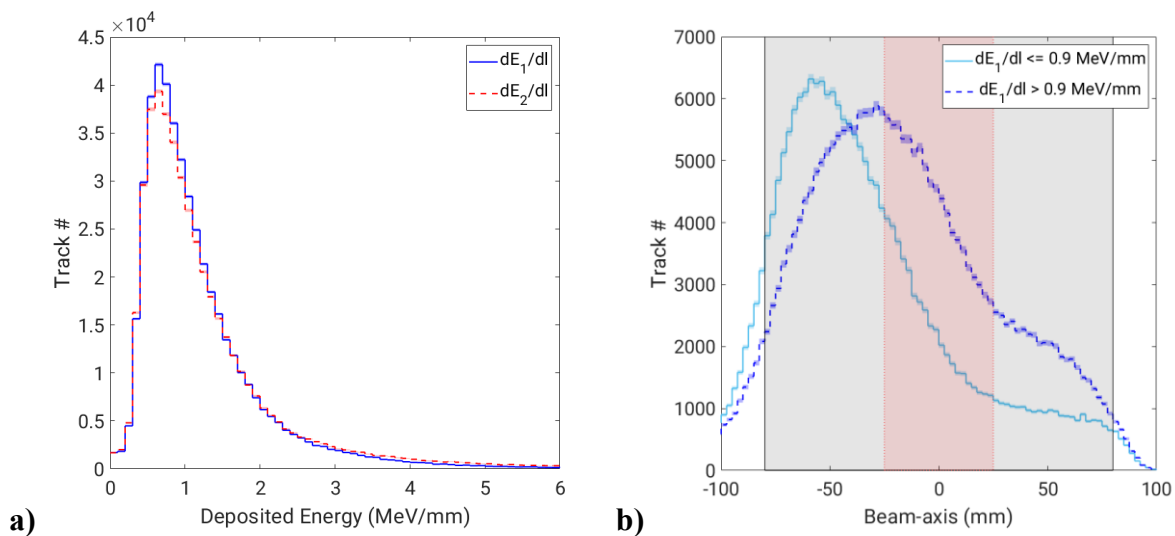 ×10⁴
4.5
4
3.5
3
2.5
2
1.5
1
0.5
0
0 1 2 3 4 5 6
Track #
Deposited Energy (MeV/mm)
dE₁/dl
dE₂/dl
a)
7000
6000
5000
4000
3000
2000
1000
0
-100 -50 0 50 100
Track #
Beam-axis (mm)
dE₁/dl <= 0.9 MeV/mm
dE₁/dl > 0.9 MeV/mm
b)